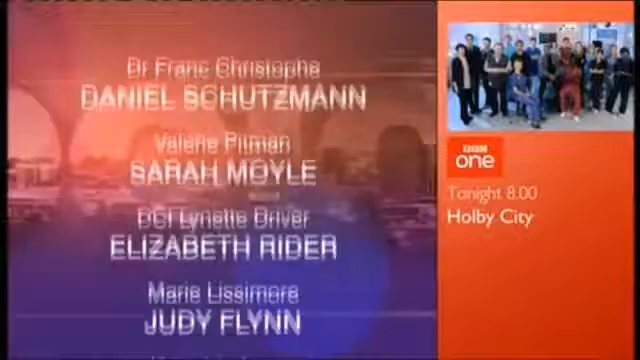 Dr Franc Christophe
DANIEL SCHUTZMANN
Valerie Pitman
SARAH MOYLE
DCI Lynette Driver
ELIZABETH RIDER
Marie Lissimore
JUDY FLYNN
BBC
one
Tonight 8.00
Holby City